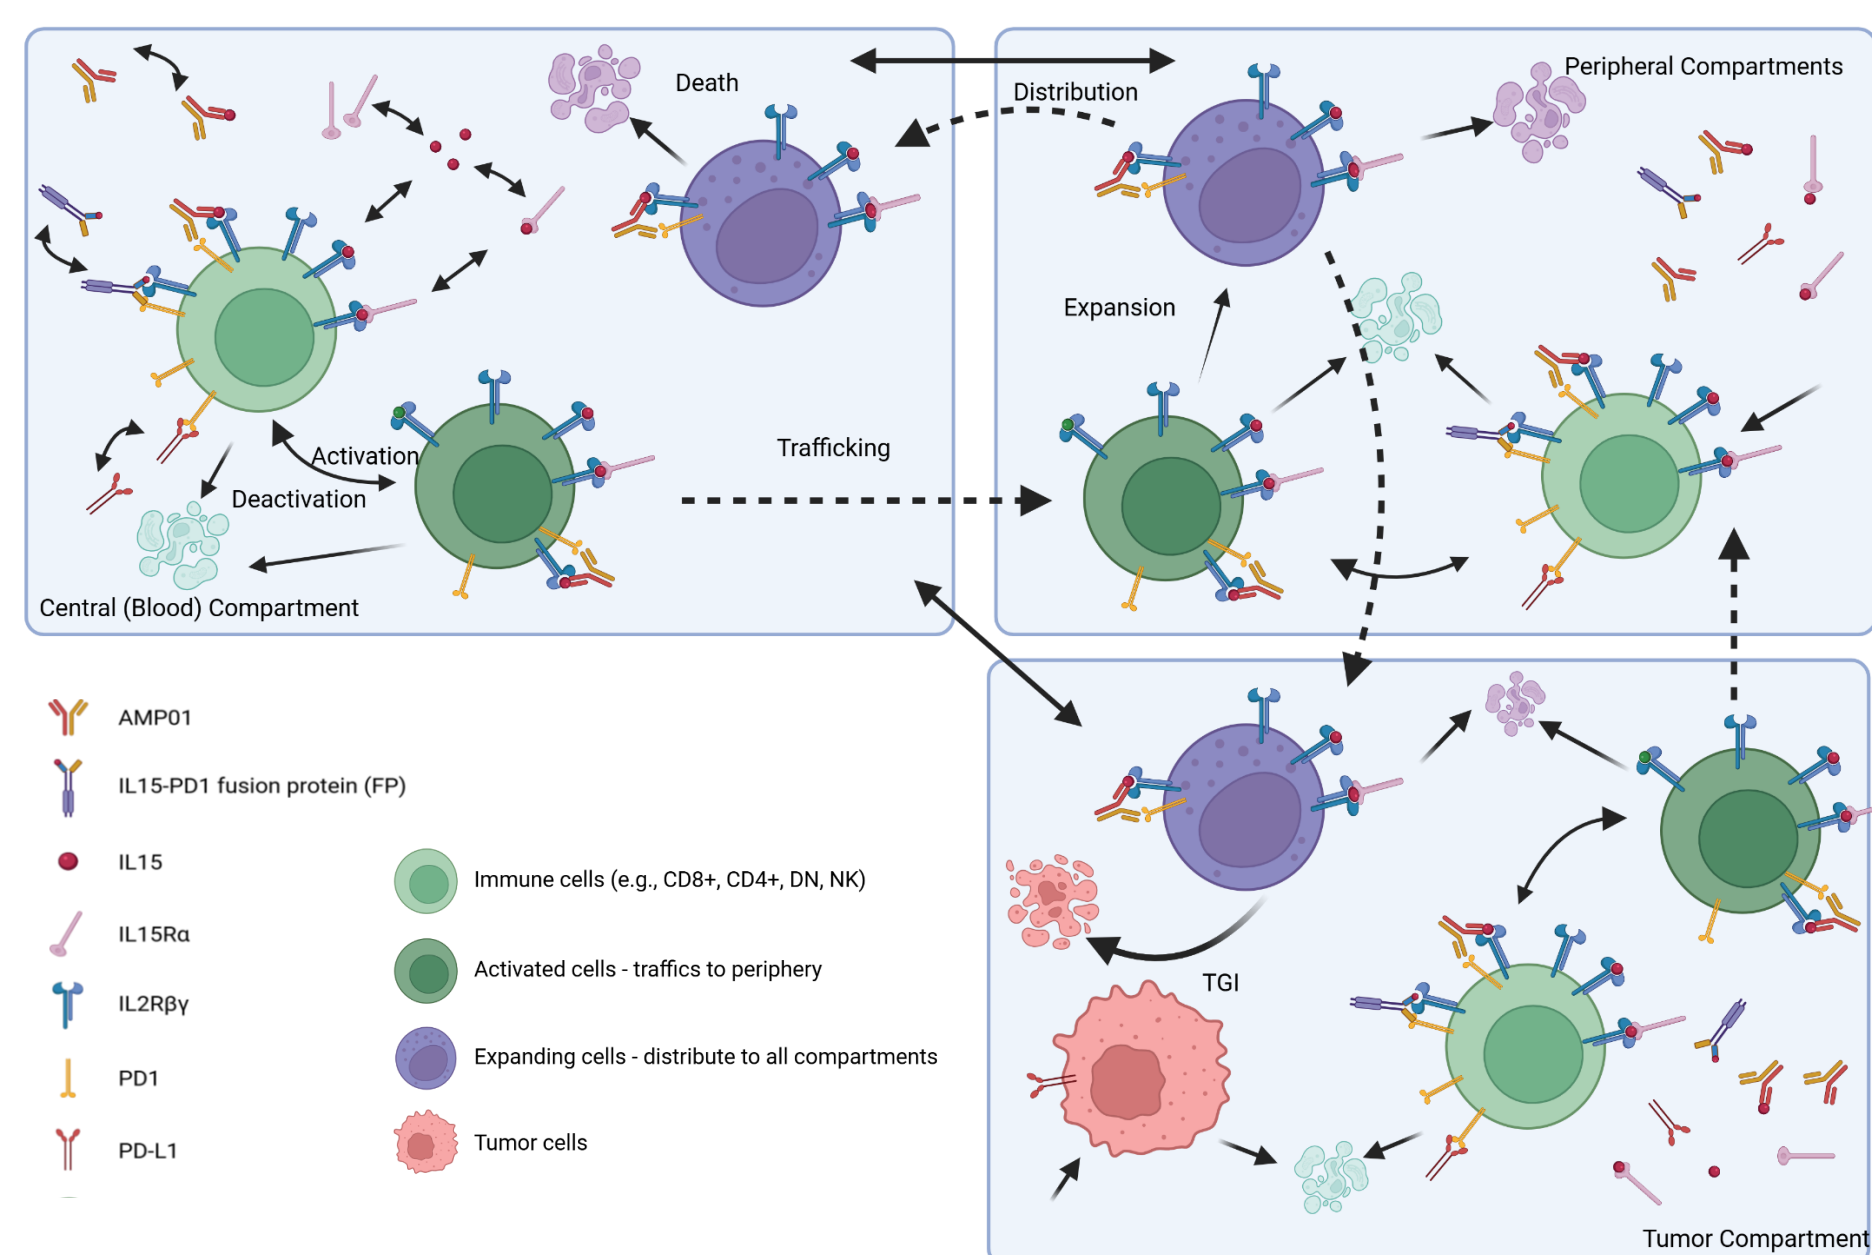 Death
Distribution
Peripheral Compartments
Expansion
Activation
Trafficking
Deactivation
Central (Blood) Compartment
AMP01
IL15-PD1 fusion protein (FP)
IL15
IL15Rα
IL2Rβγ
PD1
PD-L1
Immune cells (e.g., CD8+, CD4+, DN, NK)
Activated cells - traffics to periphery
Expanding cells - distribute to all compartments
Tumor cells
TGI
Tumor Compartment